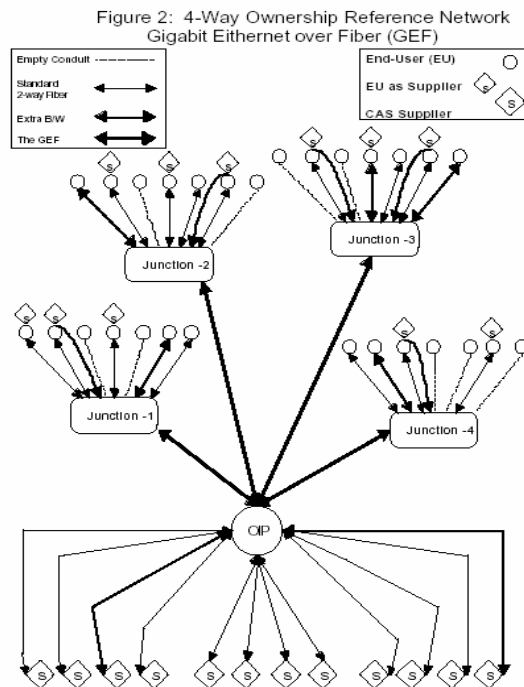 Figure 2: 4-Way Ownership Reference Network
Gigabit Eithernet over Fiber (GEF)
Empty Conduit
Standard
2-way Fiber
Extra B/W
The GEF
End-User (EU)
EU as Supplier S
CAS Supplier S
S S S
S S S
Junction -2
Junction -3
S S S
S S
Junction -1
Junction -4
OIP
S S S S S S S S S S S S